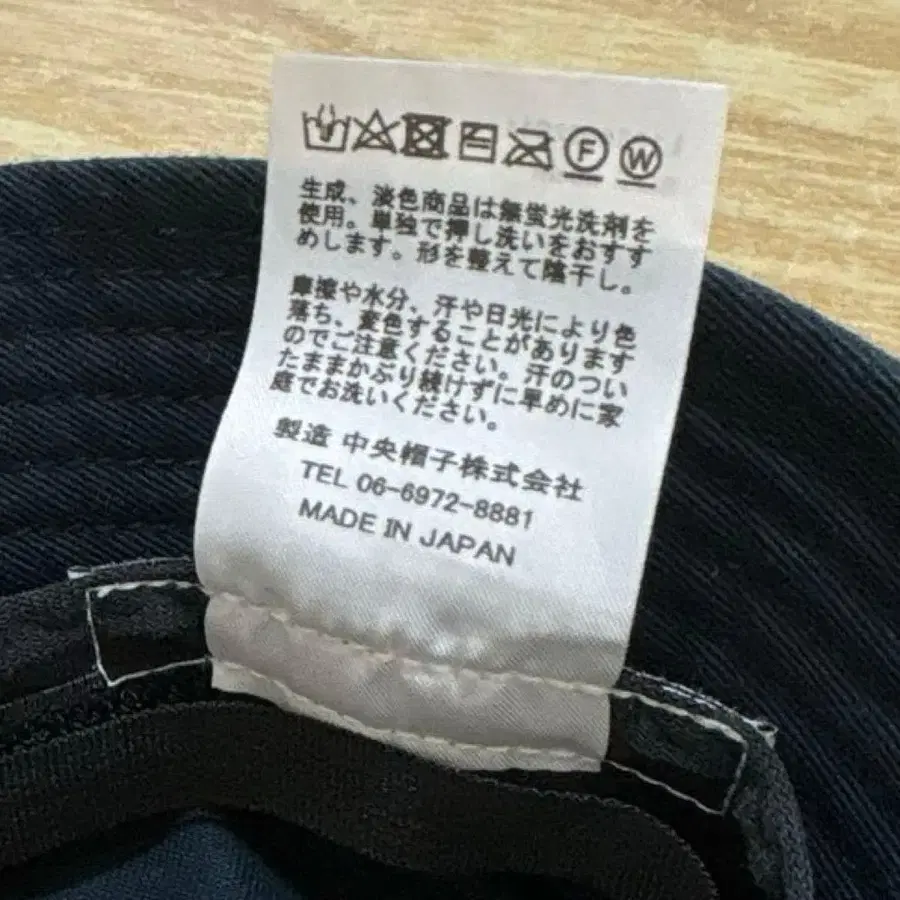 F W
生成、淡色商品は無蛍光洗剤を
使用。単独で押し洗いをおすす
めします。形を整えて陰干し。
摩擦や水分、汗や日光により色
落ち、変色することがあります
のでご注意ください。汗のつい
たままかぶり続けずに早めに家
庭でお洗いください。
製造 中央帽子株式会社
TEL 06-6972-8881
MADE IN JAPAN